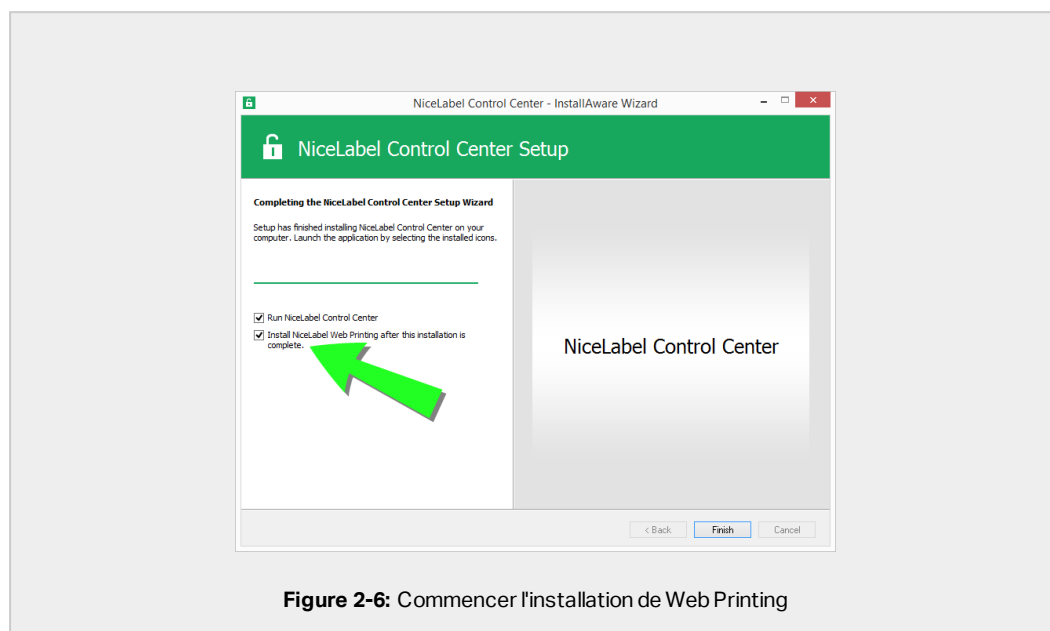 NiceLabel Control Center - InstallAware Wizard
NiceLabel Control Center Setup
Completing the NiceLabel Control Center Setup Wizard
Setup has finished installing NiceLabel Control Center on your
computer. Launch the application by selecting the installed icons.
Run NiceLabel Control Center
Install NiceLabel Web Printing after this installation is
complete.
NiceLabel Control Center
< Back
Finish
Cancel
Figure 2-6: Commencer l'installation de Web Printing